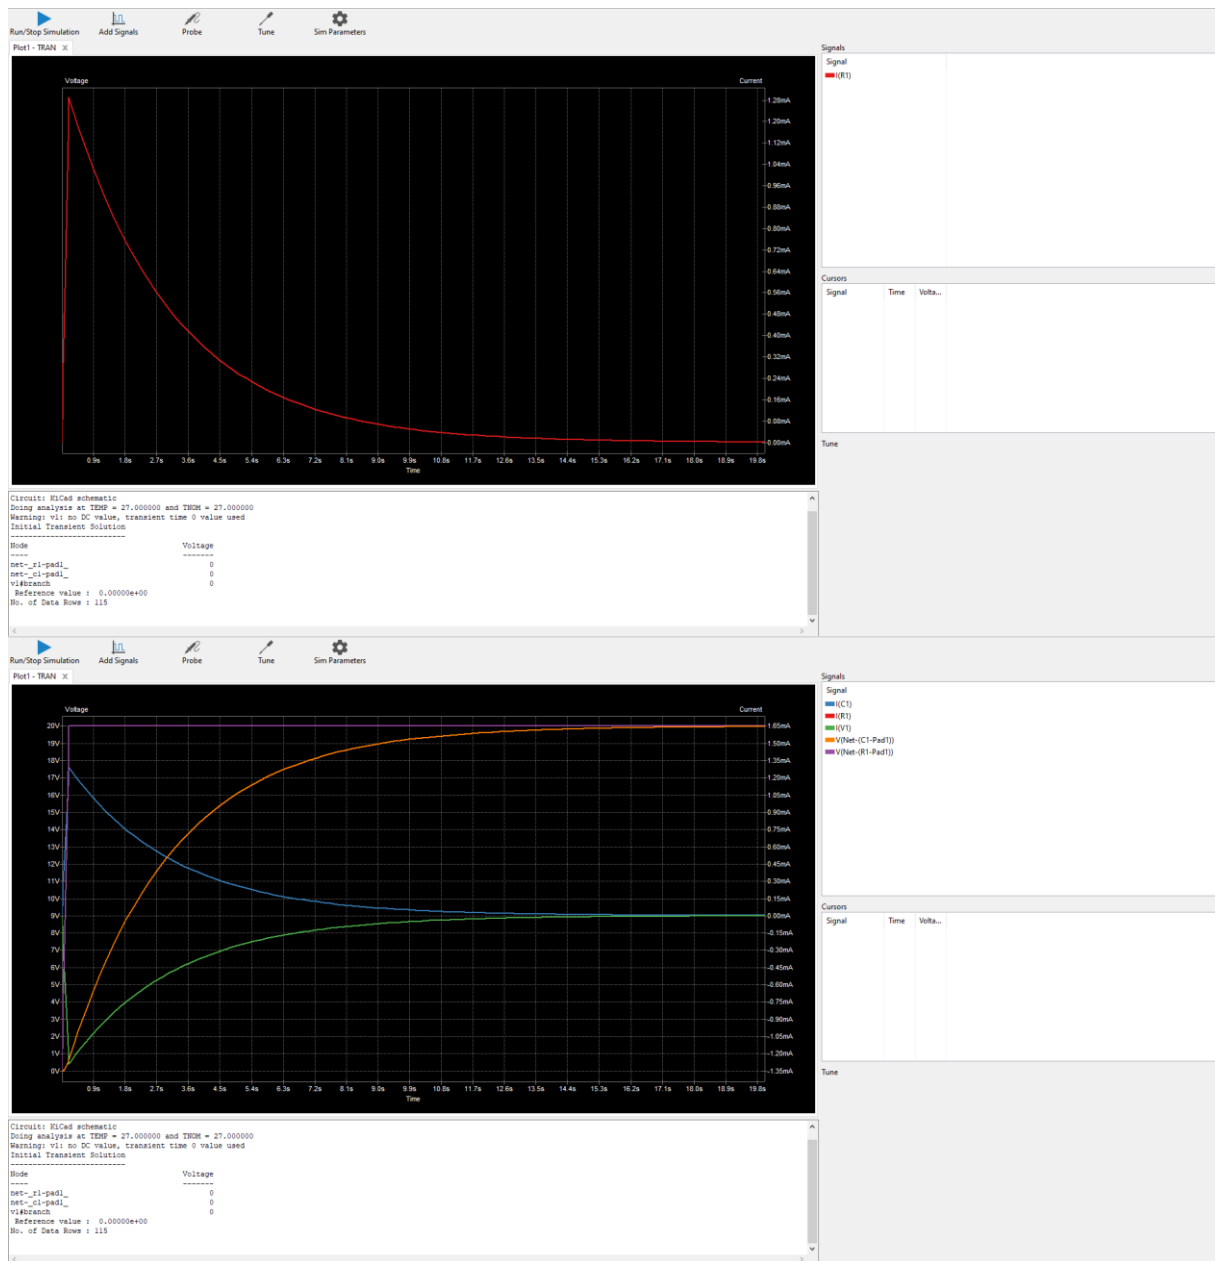 Run/Stop Simulation Add Signals Probe Tune Sim Parameters
Plot1 - TRAN X
Voltage Current
1.28mA
1.20mA
1.12mA
1.04mA
0.96mA
0.88mA
0.80mA
0.72mA
0.64mA
0.56mA
0.48mA
0.40mA
0.32mA
0.24mA
0.16mA
0.08mA
0.00mA
0.9s 1.8s 2.7s 3.6s 4.5s 5.4s 6.3s 7.2s 8.1s 9.0s 9.9s 10.8s 11.7s 12.6s 13.5s 14.4s 15.3s 16.2s 17.1s 18.0s 18.9s 19.8s
Time
Signals
Signal
I(R1)
Cursors
Signal Time Volta...
Tune
Circuit: KiCad schematic
Doing analysis at TEMP = 27.000000 and TNOM = 27.000000
Warning: v1: no DC value, transient time 0 value used
Initial Transient Solution
--------------------------
Node Voltage
---- -------
net-_r1-pad1_ 0
net-_c1-pad1_ 0
v1#branch 0
Reference value : 0.00000e+00
No. of Data Rows : 115
Run/Stop Simulation Add Signals Probe Tune Sim Parameters
Plot1 - TRAN X
Voltage Current
20V 1.65mA
19V 1.50mA
18V 1.35mA
17V 1.20mA
16V 1.05mA
15V 0.90mA
14V 0.75mA
13V 0.60mA
12V 0.45mA
11V 0.30mA
10V 0.15mA
9V 0.00mA
8V -0.15mA
7V -0.30mA
6V -0.45mA
5V -0.60mA
4V -0.75mA
3V -0.90mA
2V -1.05mA
1V -1.20mA
0V -1.35mA
0.9s 1.8s 2.7s 3.6s 4.5s 5.4s 6.3s 7.2s 8.1s 9.0s 9.9s 10.8s 11.7s 12.6s 13.5s 14.4s 15.3s 16.2s 17.1s 18.0s 18.9s 19.8s
Time
Signals
Signal
I(C1)
I(R1)
I(V1)
V(Net-(C1-Pad1))
V(Net-(R1-Pad1))
Cursors
Signal Time Volta...
Tune
Circuit: KiCad schematic
Doing analysis at TEMP = 27.000000 and TNOM = 27.000000
Warning: v1: no DC value, transient time 0 value used
Initial Transient Solution
--------------------------
Node Voltage
---- -------
net-_r1-pad1_ 0
net-_c1-pad1_ 0
v1#branch 0
Reference value : 0.00000e+00
No. of Data Rows : 115